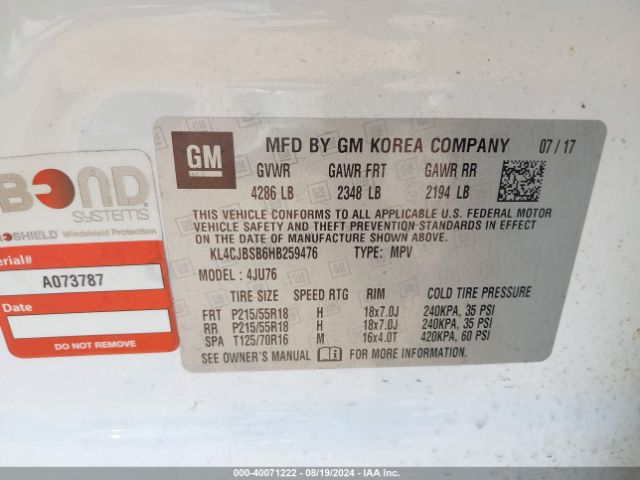 GM
MFD BY GM KOREA COMPANY 07/17
GVWR GAWR FRT GAWR RR
4286 LB 2348 LB 2194 LB
THIS VEHICLE CONFORMS TO ALL APPLICABLE U.S. FEDERAL MOTOR
VEHICLE SAFETY AND THEFT PREVENTION STANDARDS IN EFFECT
ON THE DATE OF MANUFACTURE SHOWN ABOVE.
KL4CJBSB6HB259476 TYPE: MPV
MODEL: 4JU76
TIRE SIZE SPEED RTG RIM COLD TIRE PRESSURE
FRT P215/55R18 H 18x7.0J 240KPA, 35 PSI
RR P215/55R18 H 18x7.0J 240KPA, 35 PSI
SPA T125/70R16 M 16x4.0T 420KPA, 60 PSI
SEE OWNER'S MANUAL FOR MORE INFORMATION.
BOND
SYSTEMS
OSHIELD Windshield Protection
Serial#
A073787
Date
DO NOT REMOVE
000-40071222 - 08/19/2024 - IAA Inc.